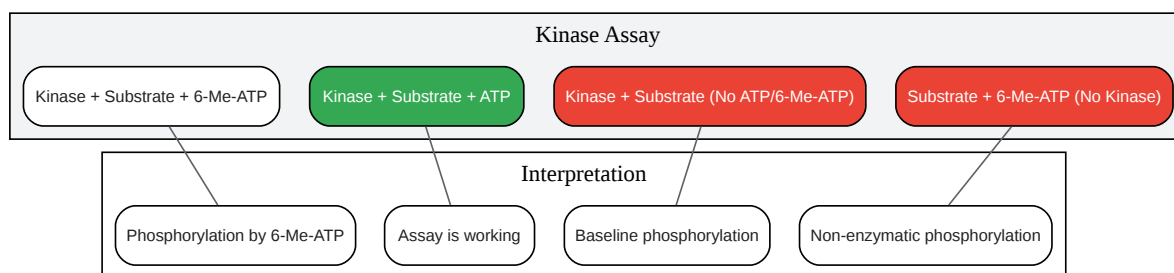 Kinase Assay
Kinase + Substrate + 6-Me-ATP
Kinase + Substrate + ATP
Kinase + Substrate (No ATP/6-Me-ATP)
Substrate + 6-Me-ATP (No Kinase)
Interpretation
Phosphorylation by 6-Me-ATP
Assay is working
Baseline phosphorylation
Non-enzymatic phosphorylation